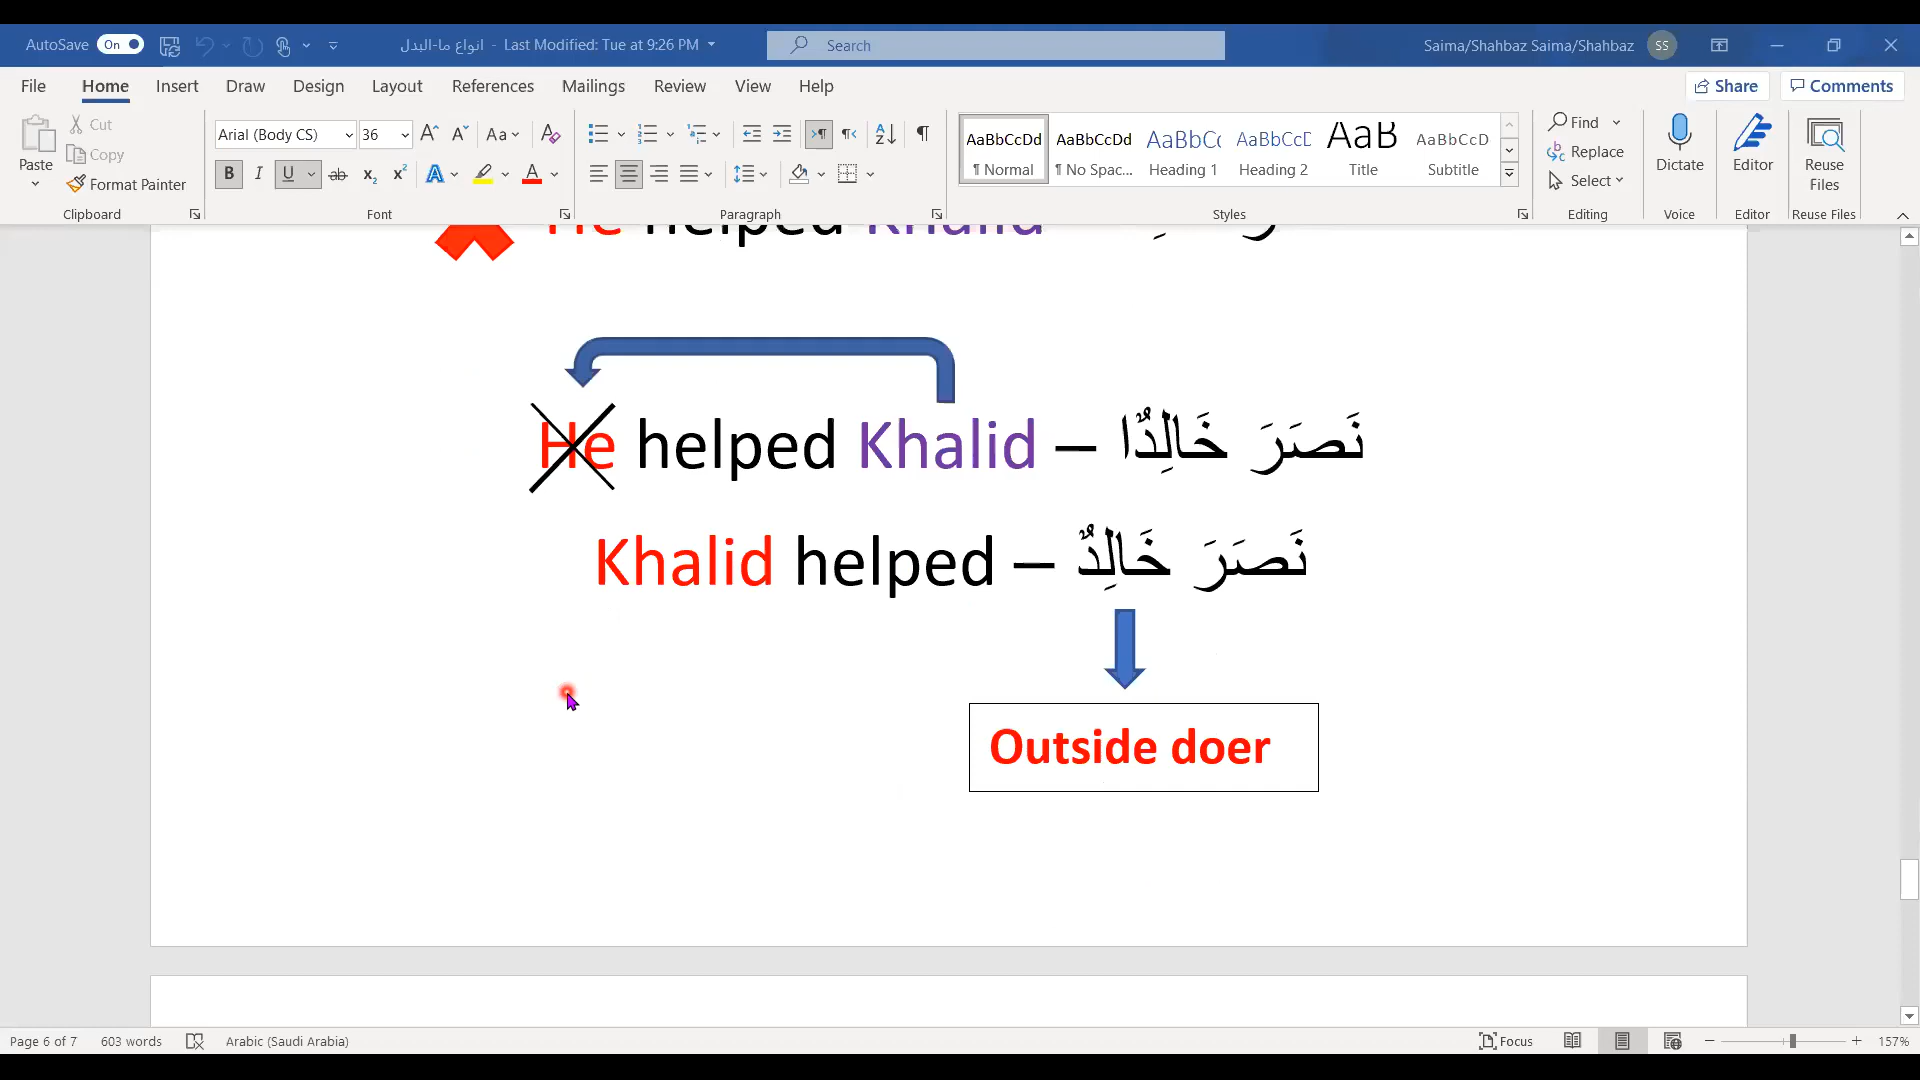 AutoSave On انواع ما-البدل - Last Modified: Tue at 9:26 PM Search Saima/Shahbaz Saima/Shahbaz SS
File Home Insert Draw Design Layout References Mailings Review View Help Share Comments
Paste Cut Copy Format Painter Clipboard
Arial (Body CS) 36 Font
Paragraph
AaBbCcDd ¶ Normal AaBbCcDd ¶ No Spac... AaBbCc Heading 1 AaBbCcD Heading 2 AaB Title AaBbCcD Subtitle Styles
Find Replace Select Editing
Dictate Voice
Editor Editor
Reuse Files Reuse Files
He helped Khalid
He helped Khalid – نَصَرَ خَالِدٌا
Khalid helped – نَصَرَ خَالِدٌ
Outside doer
Page 6 of 7 603 words Arabic (Saudi Arabia) Focus 157%